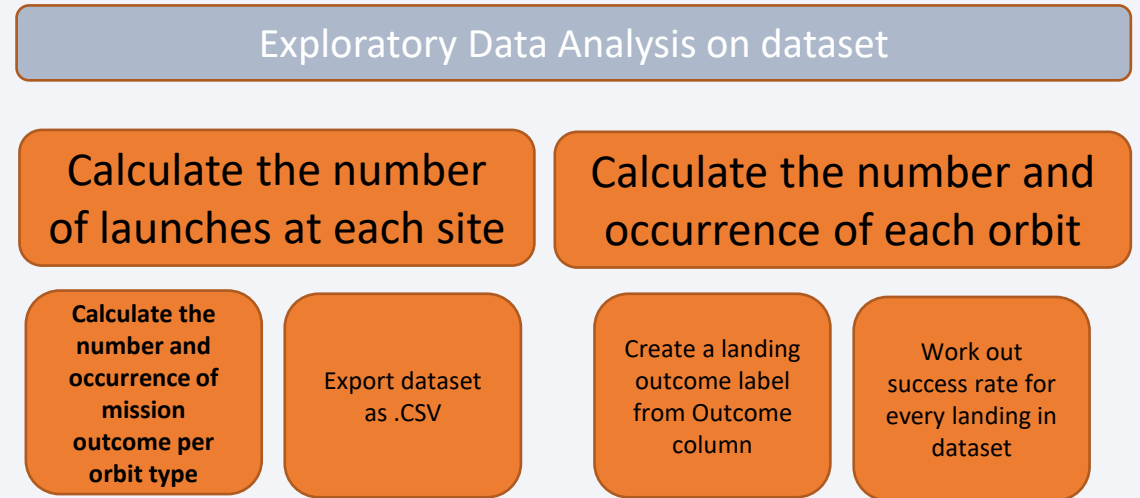 Exploratory Data Analysis on dataset
Calculate the number
of launches at each site
Calculate the number and
occurrence of each orbit
Calculate the
number and
occurrence of
mission
outcome per
orbit type
Export dataset
as .CSV
Create a landing
outcome label
from Outcome
column
Work out
success rate for
every landing in
dataset